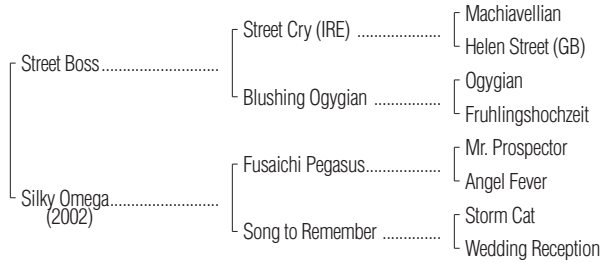 Machiavellian
Street Cry (IRE) ..................
Helen Street (GB)
Street Boss.........................
Ogygian
Blushing Ogygian ................
Fruhlingshochzeit
Mr. Prospector
Fusaichi Pegasus.................
Angel Fever
Silky Omega.......................
(2002)
Storm Cat
Song to Remember ..............
Wedding Reception